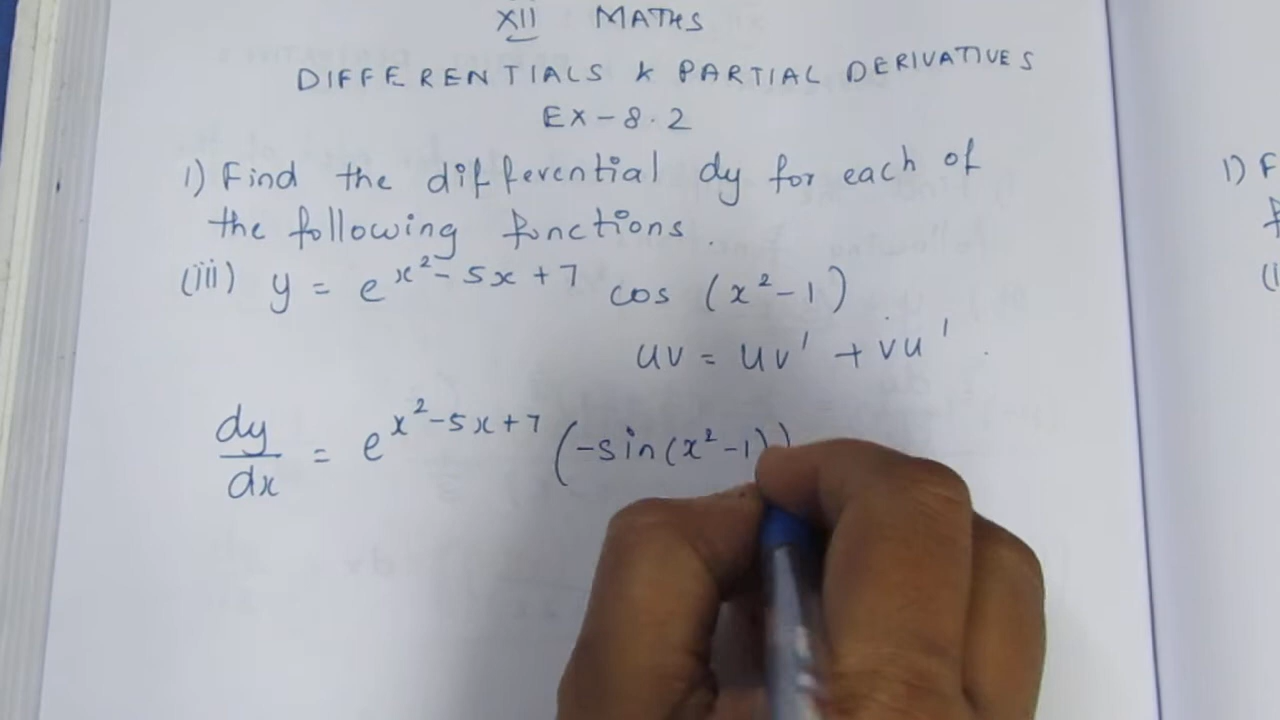 XII MATHS
DIFFERENTIALS & PARTIAL DERIVATIVES
EX-8.2
1) Find the differential dy for each of
the following functions.
(iii) y = e^{x²-5x+7} cos (x²-1)
uv = uv' + vu'.
dy/dx = e^{x²-5x+7} (-sin(x²-1))
1) F
(i